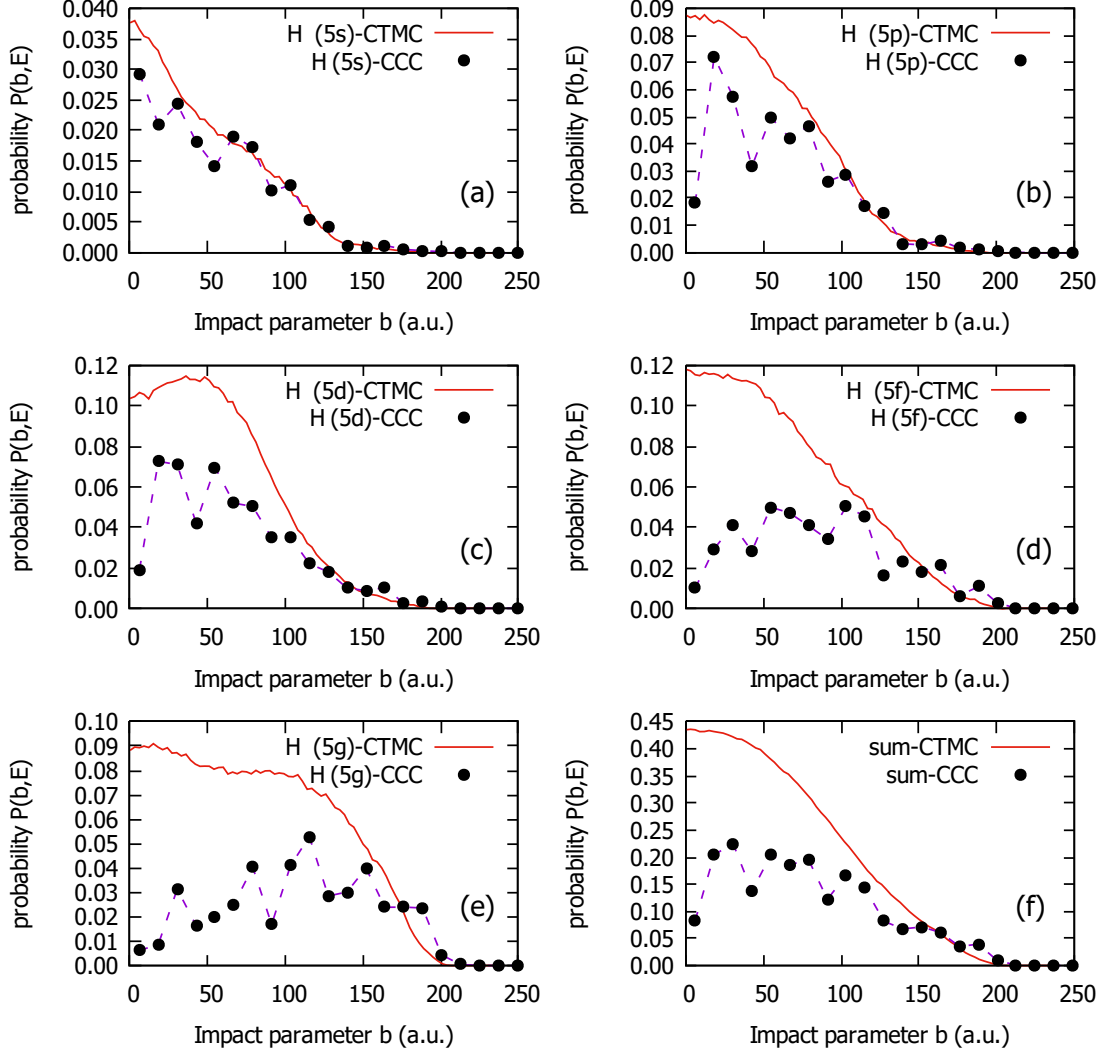 0.040
0.035
0.030
0.025
0.020
0.015
0.010
0.005
0.000
probability P(b,E)
H (5s)-CTMC
H (5s)-CCC
(a)
0 50 100 150 200 250
Impact parameter b (a.u.)
0.09
0.08
0.07
0.06
0.05
0.04
0.03
0.02
0.01
0.00
probability P(b,E)
H (5p)-CTMC
H (5p)-CCC
(b)
0 50 100 150 200 250
Impact parameter b (a.u.)
0.12
0.10
0.08
0.06
0.04
0.02
0.00
probability P(b,E)
H (5d)-CTMC
H (5d)-CCC
(c)
0 50 100 150 200 250
Impact parameter b (a.u.)
0.12
0.10
0.08
0.06
0.04
0.02
0.00
probability P(b,E)
H (5f)-CTMC
H (5f)-CCC
(d)
0 50 100 150 200 250
Impact parameter b (a.u.)
0.10
0.09
0.08
0.07
0.06
0.05
0.04
0.03
0.02
0.01
0.00
probability P(b,E)
H (5g)-CTMC
H (5g)-CCC
(e)
0 50 100 150 200 250
Impact parameter b (a.u.)
0.45
0.40
0.35
0.30
0.25
0.20
0.15
0.10
0.05
0.00
probability P(b,E)
sum-CTMC
sum-CCC
(f)
0 50 100 150 200 250
Impact parameter b (a.u.)